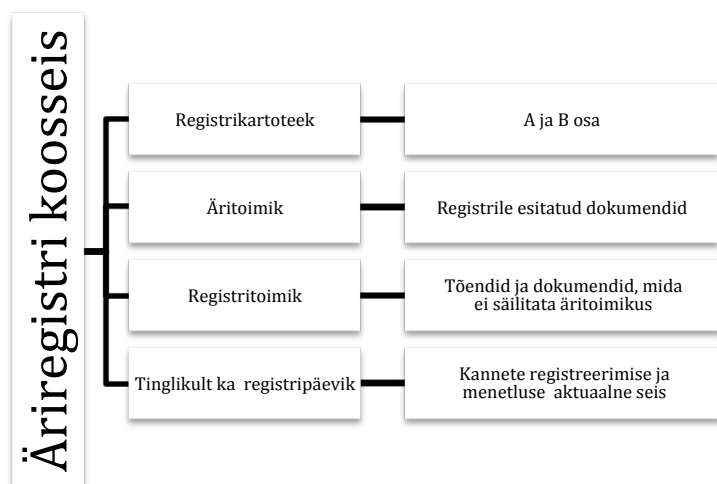 Äriregistri koosseis
Registrikartoteek
A ja B osa
Äritoimik
Registrile esitatud dokumendid
Registritoimik
Tõendid ja dokumendid, mida
ei säilitata äritoimikus
Tinglikult ka registripäevik
Kannete registreerimise ja
menetluse aktuaalne seis